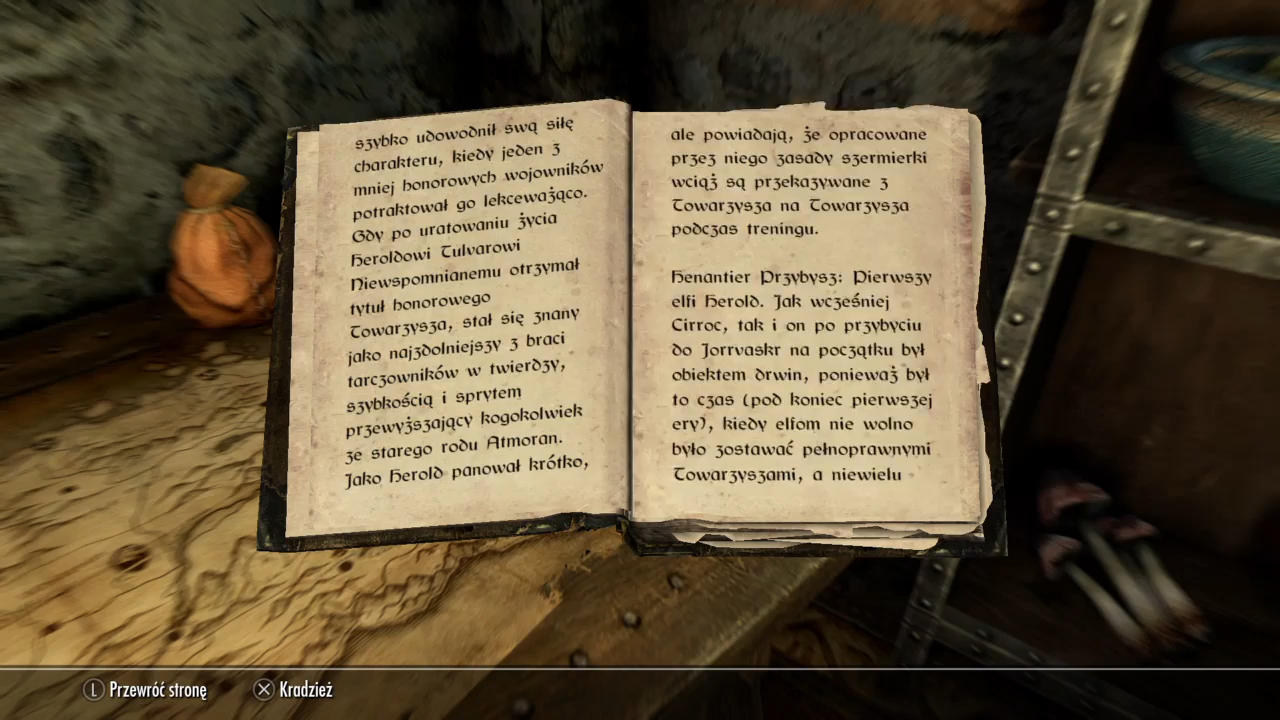 szybko udowodnił swą siłę
charakteru, kiedy jeden z
mniej honorowych wojowników
potraktował go lekceważąco.
Gdy po uratowaniu życia
Heroldowi Tulvarowi
Niewspomnianemu otrzymał
tytuł honorowego
Towarzysza, stał się znany
jako najzdolniejszy z braci
tarczowników w twierdzy,
szybkością i sprytem
przewyższający kogokolwiek
ze starego rodu Atmoran.
Jako Herold panował krótko,
ale powiadają, że opracowane
przez niego zasady szermierki
wciąż są przekazywane z
Towarzysza na Towarzysza
podczas treningu.
Henantier Przybysz: Pierwszy
elfi Herold. Jak wcześniej
Cirroc, tak i on po przybyciu
do Jorrvaskr na początku był
obiektem drwin, ponieważ był
to czas (pod koniec pierwszej
ery), kiedy elfom nie wolno
było zostawać pełnoprawnymi
Towarzyszami, a niewielu
L Przewróć stronę
X Kradzież